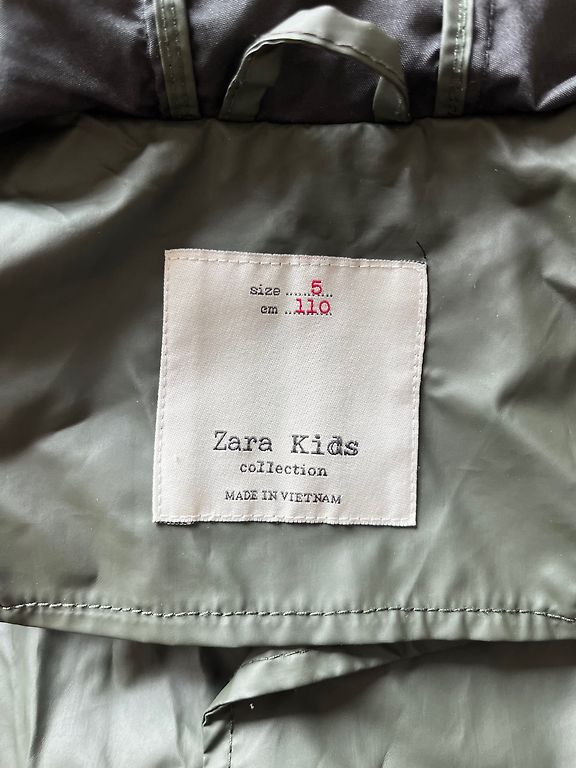 size ......5...
cm ..110
Zara Kids
collection
MADE IN VIETNAM